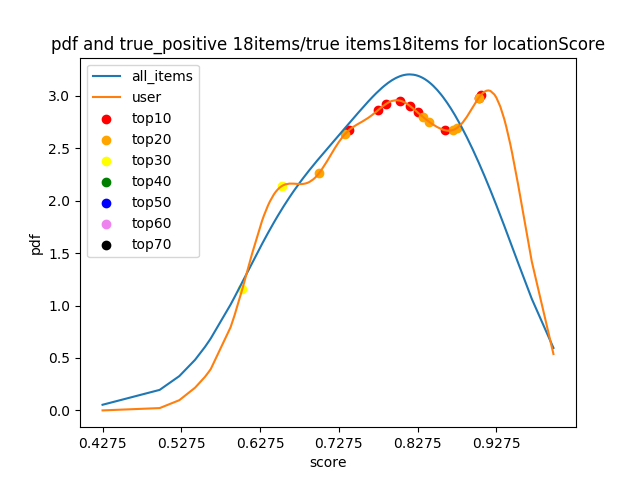 pdf and true_positive 18items/true items18items for locationScore
all_items
user
top10
top20
top30
top40
top50
top60
top70
pdf
3.0
2.5
2.0
1.5
1.0
0.5
0.0
0.4275 0.5275 0.6275 0.7275 0.8275 0.9275
score